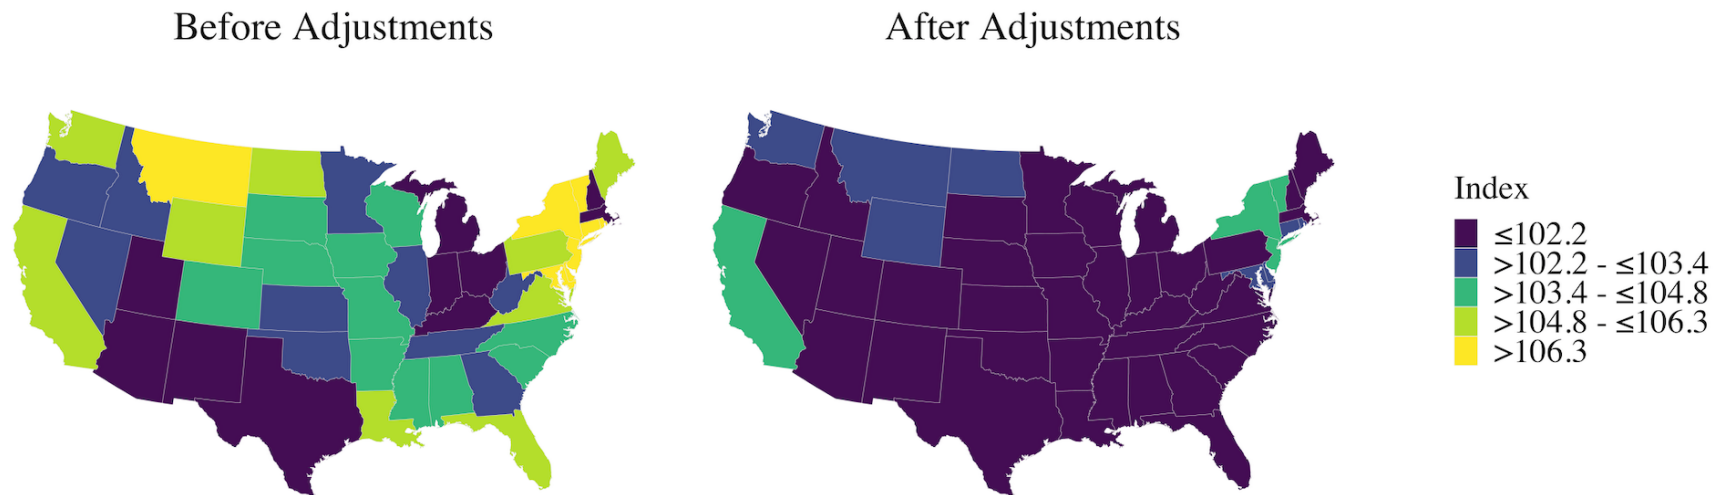 Before Adjustments
After Adjustments
Index
≤102.2
>102.2 - ≤103.4
>103.4 - ≤104.8
>104.8 - ≤106.3
>106.3